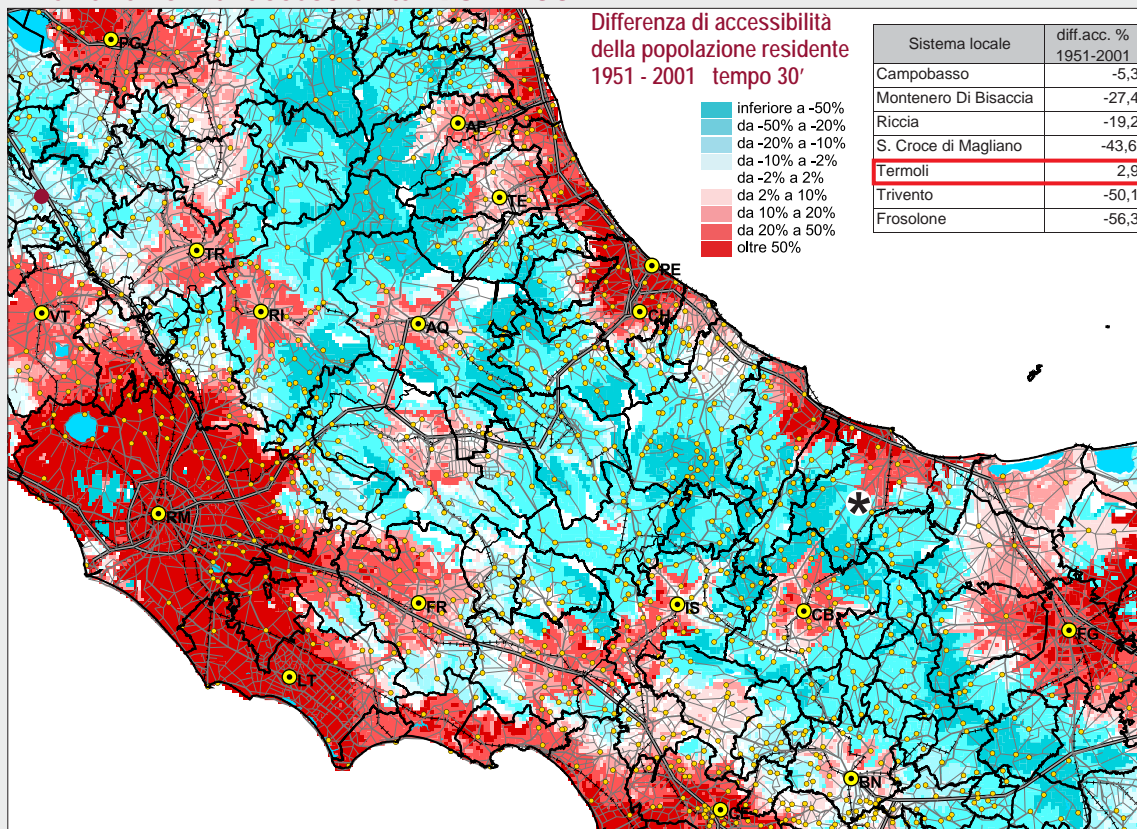 Differenza di accessibilità
della popolazione residente
1951 - 2001 tempo 30'
inferiore a -50%
da -50% a -20%
da -20% a -10%
da -10% a -2%
da -2% a 2%
da 2% a 10%
da 10% a 20%
da 20% a 50%
oltre 50%
Sistema locale diff.acc. %
1951-2001
Campobasso -5,3
Montenero Di Bisaccia -27,4
Riccia -19,2
S. Croce di Magliano -43,6
Termoli 2,9
Trivento -50,1
Frosolone -56,3
PG
AP
TE
TR
PE
VT
RI
AQ
CH
*
RM
FR
IS
CB
FG
LT
BN
CE